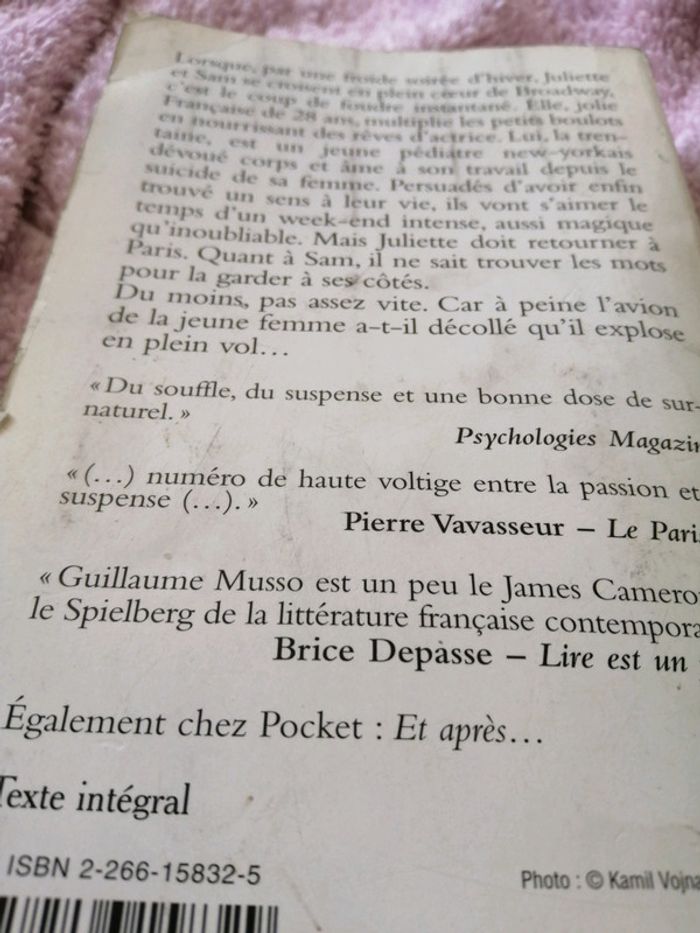 Lorsque, par une froide soirée d'hiver, Juliette
et Sam se croisent en plein cœur de Broadway,
c'est le coup de foudre instantané. Elle, jolie
Française de 28 ans, multiplie les petits boulots
en nourrissant des rêves d'actrice. Lui, la tren-
taine, est un jeune pédiatre new-yorkais
dévoué corps et âme à son travail depuis le
suicide de sa femme. Persuadés d'avoir enfin
trouvé un sens à leur vie, ils vont s'aimer le
temps d'un week-end intense, aussi magique
qu'inoubliable. Mais Juliette doit retourner à
Paris. Quant à Sam, il ne sait trouver les mots
pour la garder à ses côtés.
Du moins, pas assez vite. Car à peine l'avion
de la jeune femme a-t-il décollé qu'il explose
en plein vol…
« Du souffle, du suspense et une bonne dose de sur-
naturel. »
Psychologies Magazin
« (…) numéro de haute voltige entre la passion et
suspense (…). »
Pierre Vavasseur – Le Pari
« Guillaume Musso est un peu le James Camero
le Spielberg de la littérature française contempora
Brice Depasse – Lire est un
Également chez Pocket : Et après…
Texte intégral
ISBN 2-266-15832-5
Photo : © Kamil Vojna